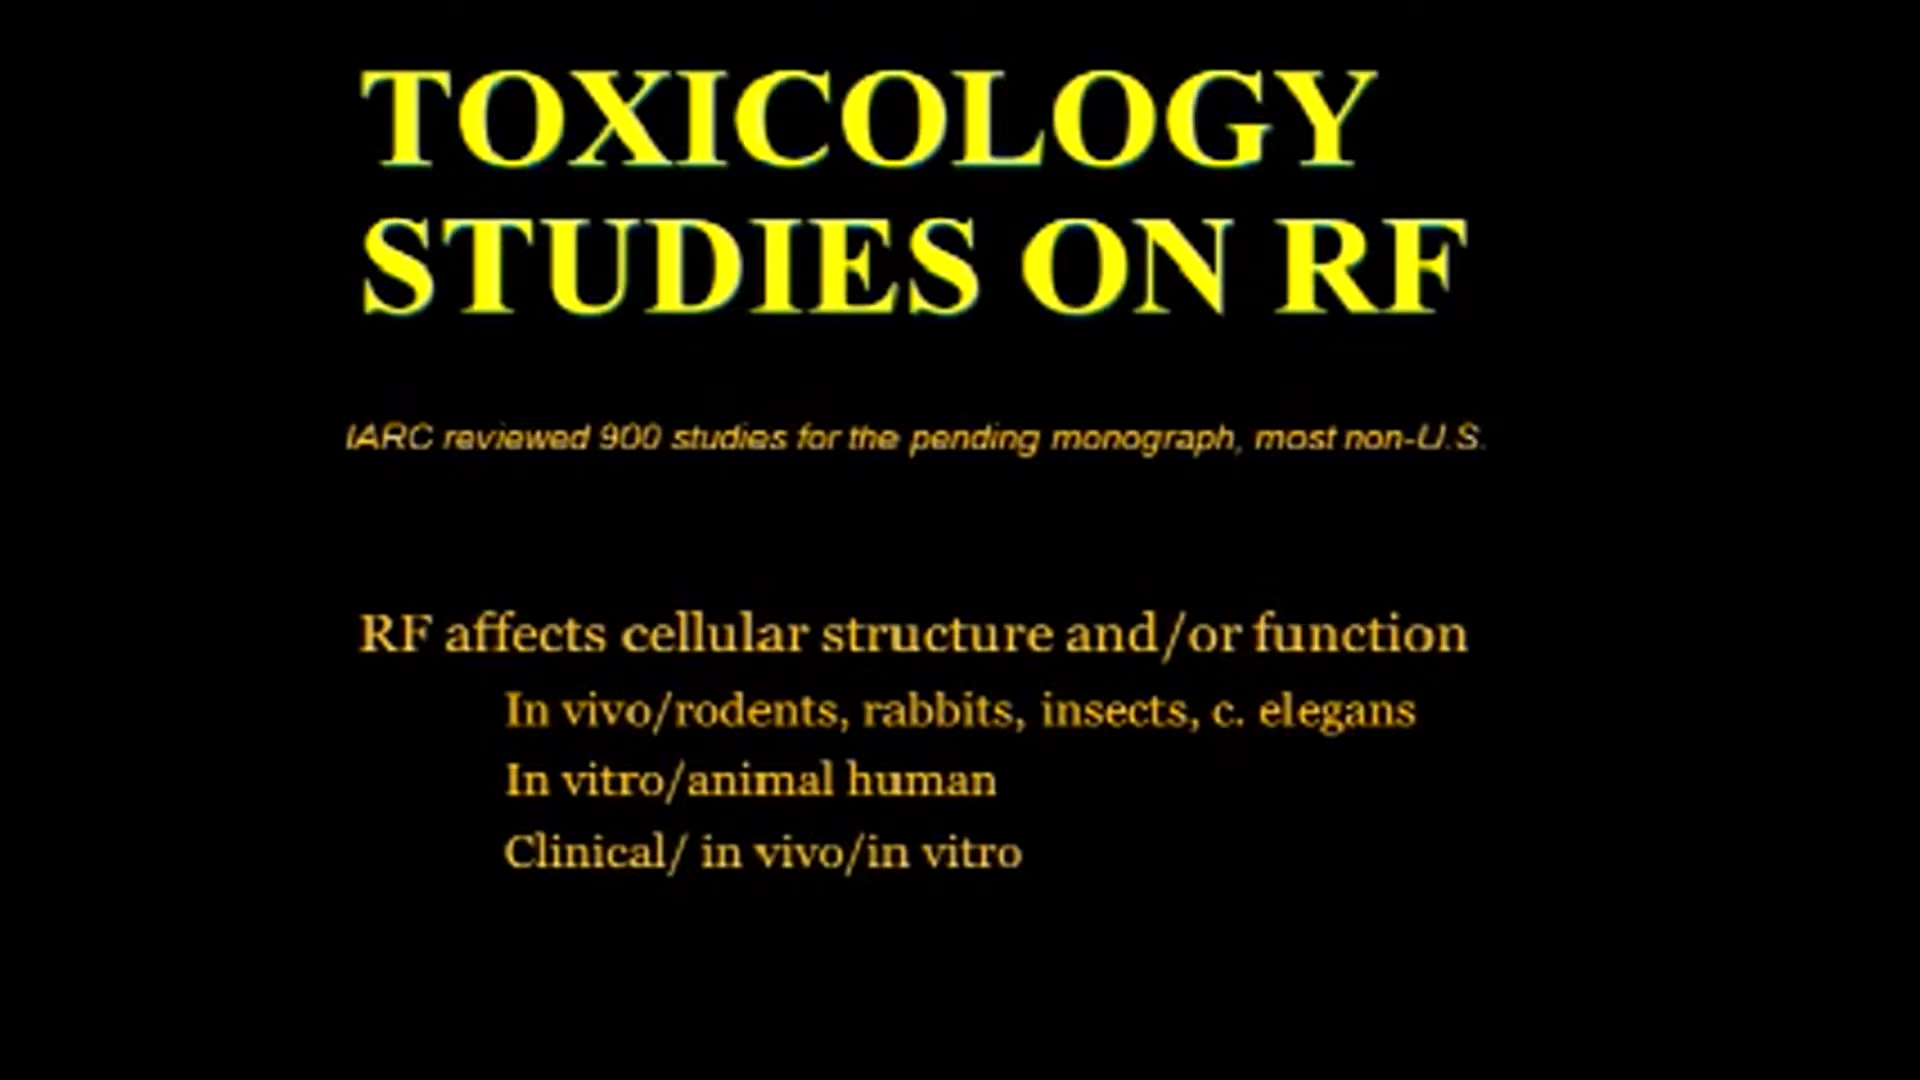 TOXICOLOGY
STUDIES ON RF
IARC reviewed 900 studies for the pending monograph, most non-U.S.
RF affects cellular structure and/or function
In vivo/rodents, rabbits, insects, c. elegans
In vitro/animal human
Clinical/ in vivo/in vitro